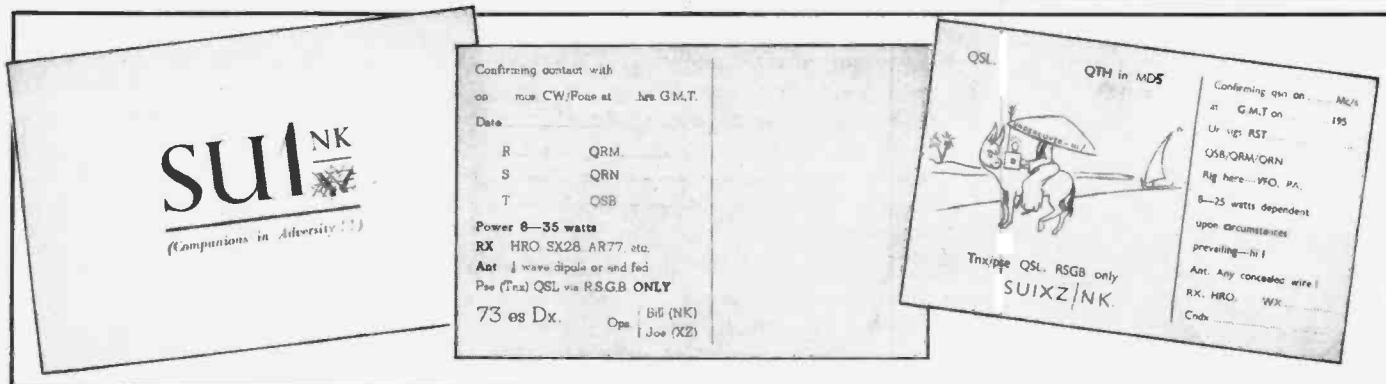 SU1 NK
XZ
(Companions in Adversity !!)
Confirming contact with
on mcs CW/Fone at hrs G.M.T.
Date
R QRM
S QRN
T QSB
Power 8—35 watts
RX HRO SX28 AR77 etc.
Ant ½ wave dipole or end fed
Pse (Tnx) QSL via R.S.G.B ONLY
73 es Dx.
Ops. Bill (NK)
Joe (XZ)
QSL.
QTH in MD5
UNDERCOVER-HI!
Tnx/pse QSL. RSGB only
SU1XZ/NK.
Confirming qso on ...... Mc/s
at G.M.T on ...... 195
Ur sigs RST ......
QSB/QRM/QRN
Rig here—VFO. PA.
8—25 watts dependent
upon circumstances
prevailing—hi !
Ant. Any concealed wire !
RX. HRO. WX ......
Cndx ......